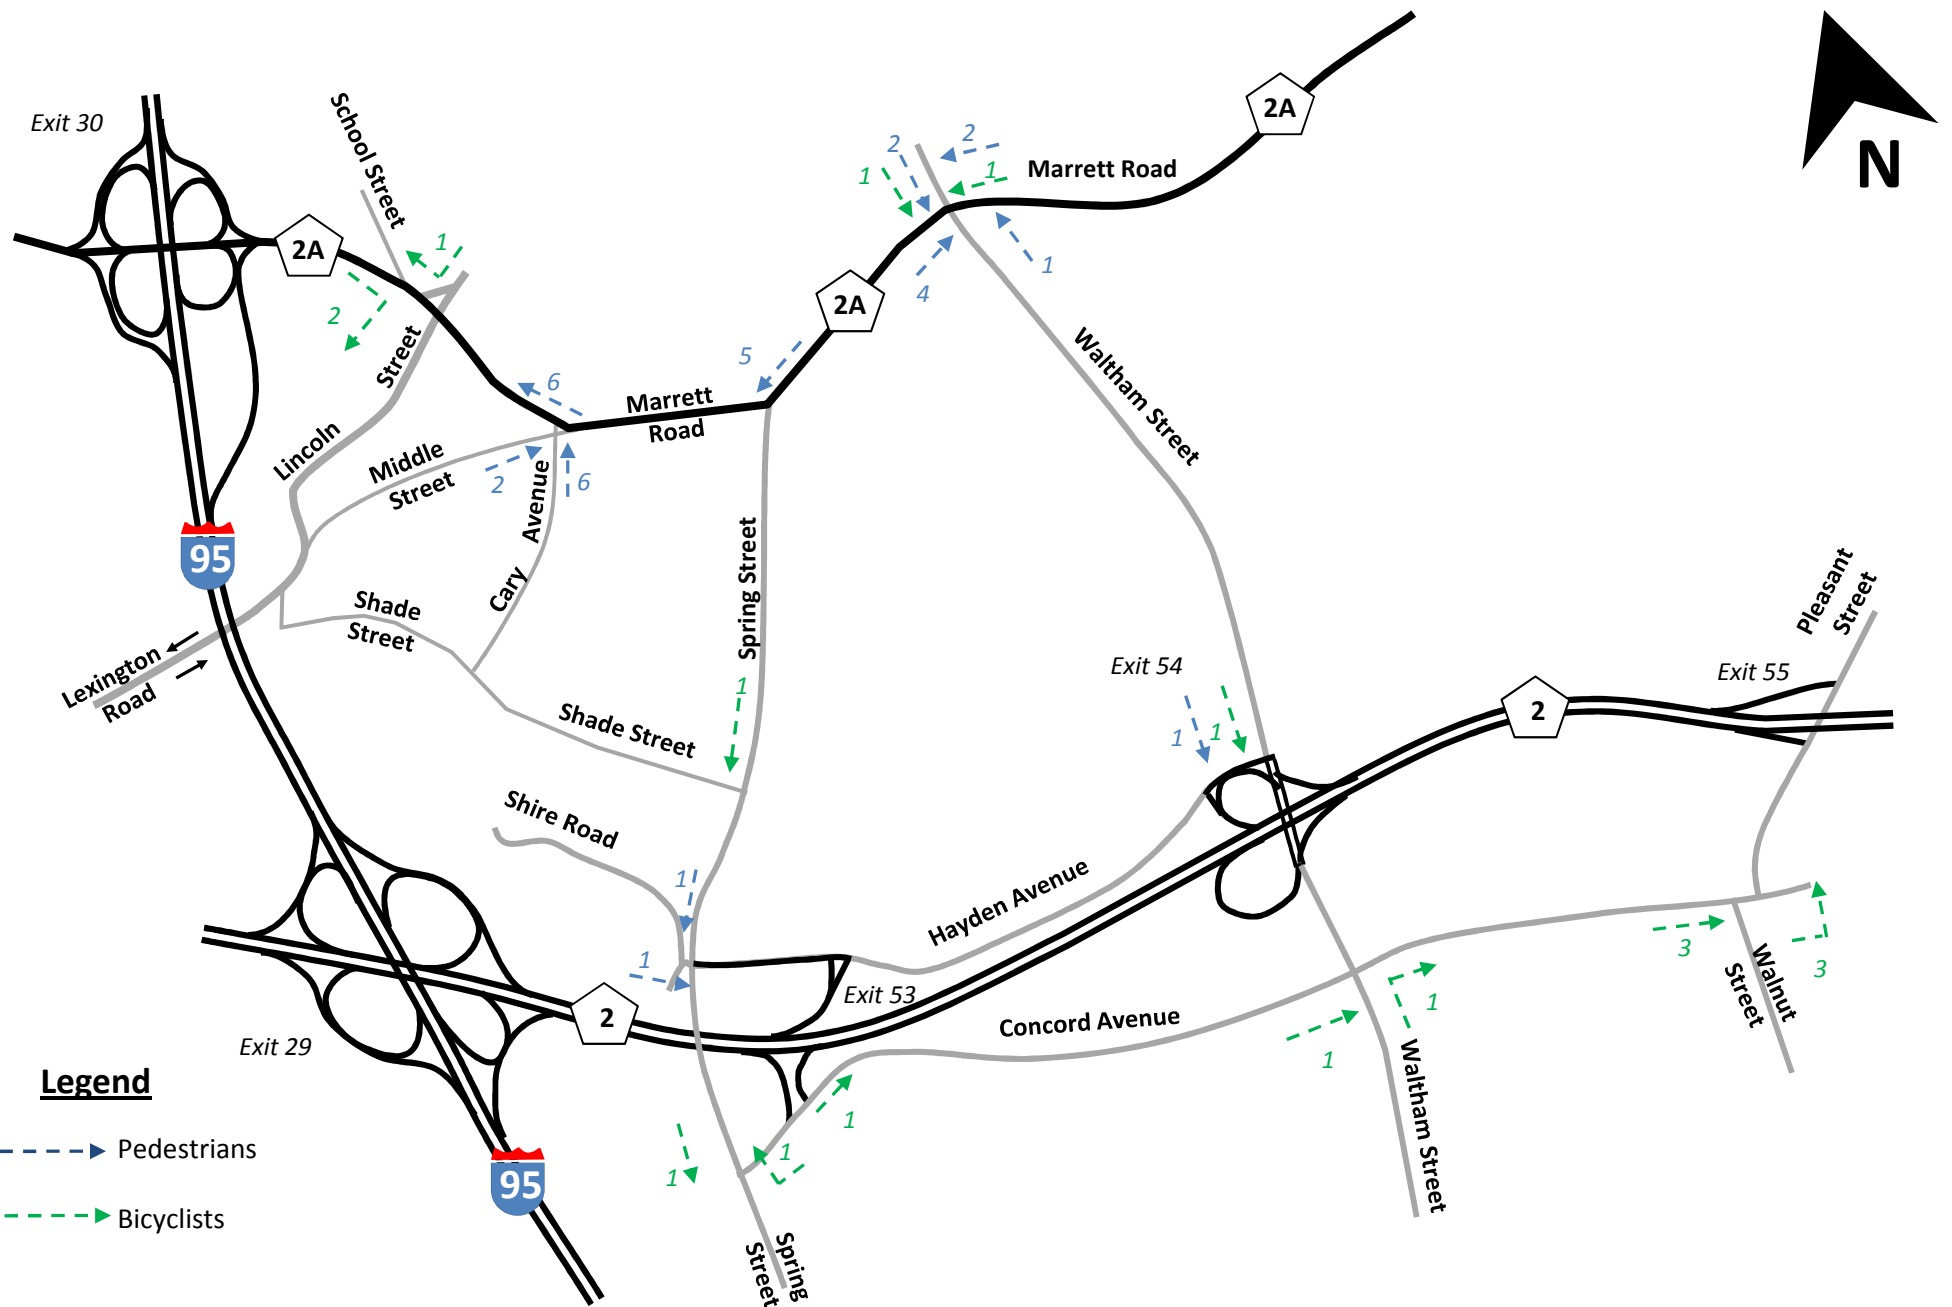 Exit 30
School Street
2A
1
2
Lincoln
Street
2
1
2
1
1
4
Marrett Road
2A
N
2A
5
6
Marrett
Road
Middle
Street
2
6
Cary
Avenue
Waltham Street
Spring Street
95
Shade
Street
Lexington
Road
1
Shade Street
Shire Road
Exit 54
1
1
2
Exit 55
Pleasant
Street
1
1
Hayden Avenue
Exit 53
2
Exit 29
Concord Avenue
1
1
3
3
Walnut
Street
Waltham Street
1
1
1
95
Spring
Street
Legend
Pedestrians
Bicyclists